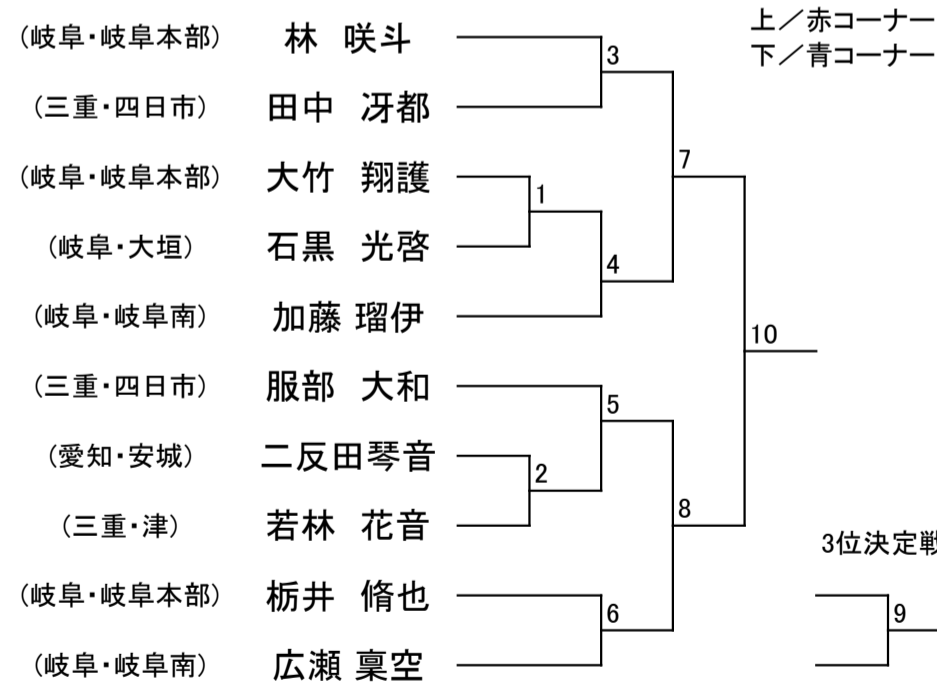 上／赤コーナー
下／青コーナー
(岐阜・岐阜本部) 林 咲斗
3
(三重・四日市) 田中 冴都
7
(岐阜・岐阜本部) 大竹 翔護
1
(岐阜・大垣) 石黒 光啓
4
(岐阜・岐阜南) 加藤 瑠伊
10
(三重・四日市) 服部 大和
5
(愛知・安城) 二反田琴音
2
(三重・津) 若林 花音
8
3位決定戦
(岐阜・岐阜本部) 栃井 脩也
6
9
(岐阜・岐阜南) 広瀬 稟空